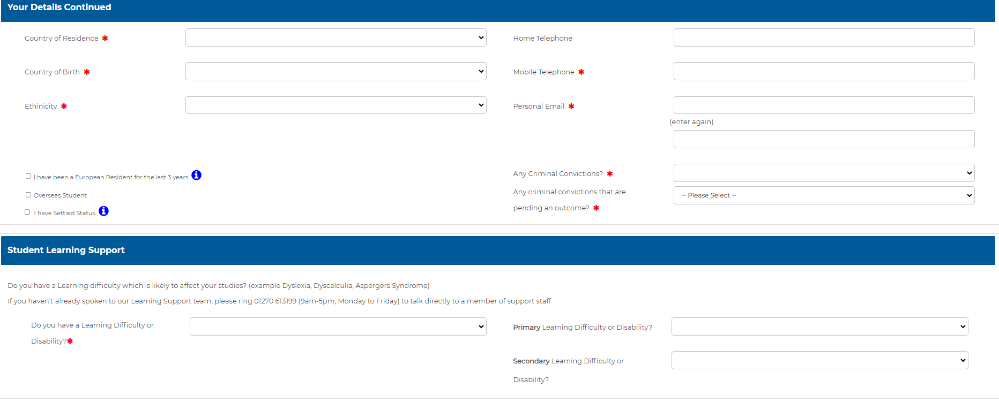 Your Details Continued
Country of Residence *
Home Telephone
Country of Birth *
Mobile Telephone *
Ethinicity *
Personal Email *
(enter again)
I have been a European Resident for the last 3 years
Any Criminal Convictions? *
Overseas Student
Any criminal convictions that are
pending an outcome? *
-- Please Select --
I have Settled Status
Student Learning Support
Do you have a Learning difficulty which is likely to affect your studies? (example Dyslexia, Dyscalculia, Aspergers Syndrome)
If you haven't already spoken to our Learning Support team, please ring 01270 613199 (9am-5pm, Monday to Friday) to talk directly to a member of support staff
Do you have a Learning Difficulty or
Disability?*
Primary Learning Difficulty or Disability?
Secondary Learning Difficulty or
Disability?